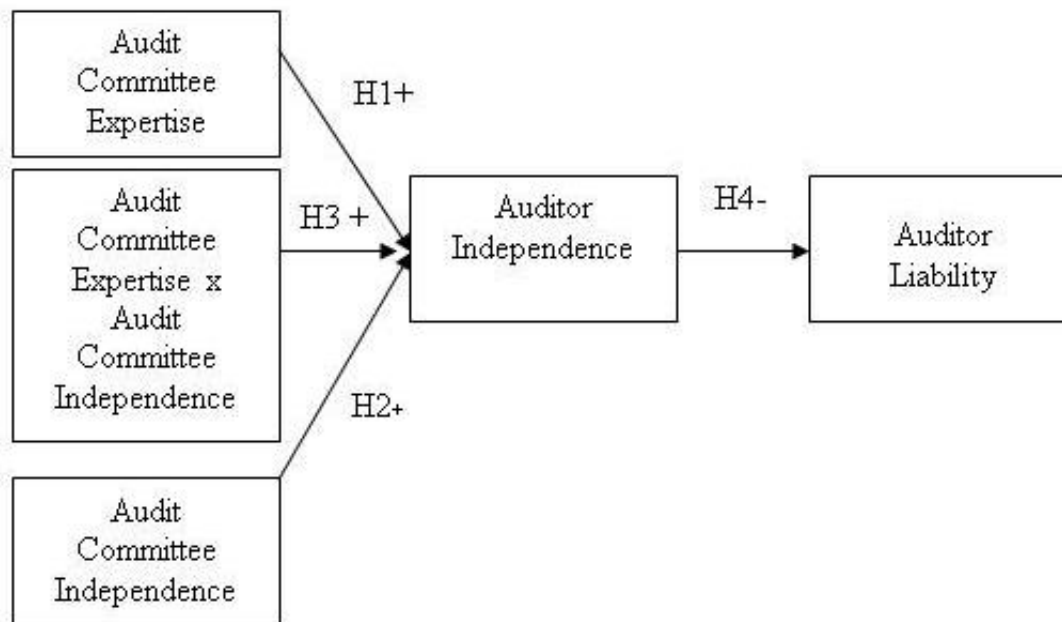 Audit
Committee
Expertise
H1+
Audit
Committee
Expertise x
Audit
Committee
Independence
H3 +
Auditor
Independence
H4-
Auditor
Liability
H2+
Audit
Committee
Independence